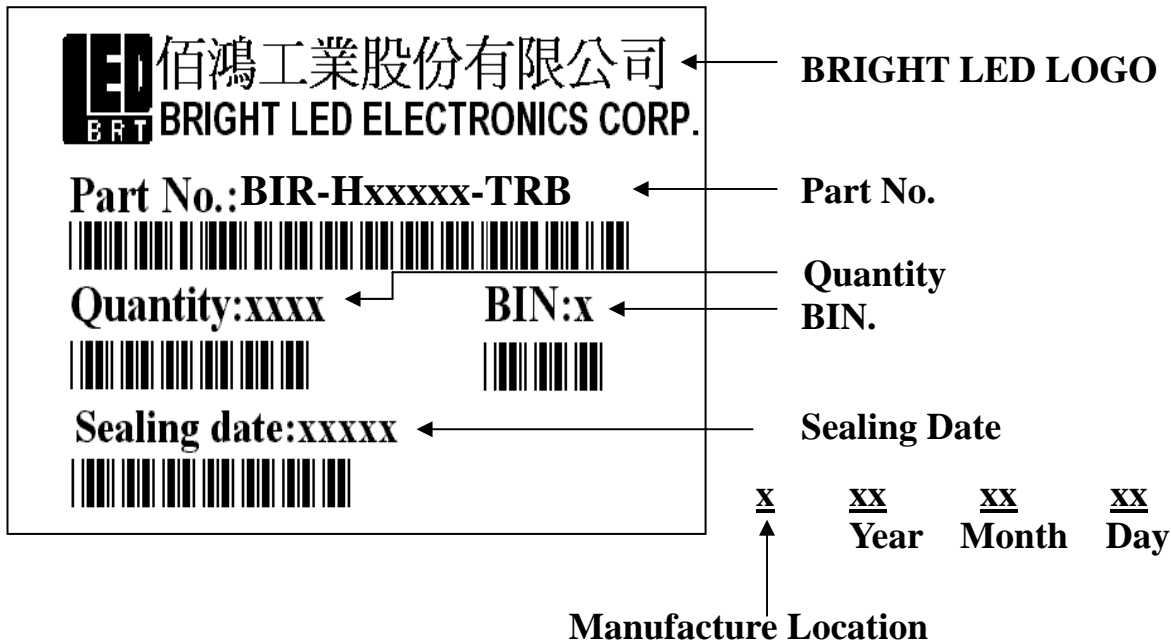 LED 佰鴻工業股份有限公司
BRT BRIGHT LED ELECTRONICS CORP.
BRIGHT LED LOGO
Part No.:BIR-Hxxxxx-TRB
Part No.
Quantity:xxxx
BIN:x
Quantity
BIN.
Sealing date:xxxxx
Sealing Date
x xx xx xx
Year Month Day
Manufacture Location